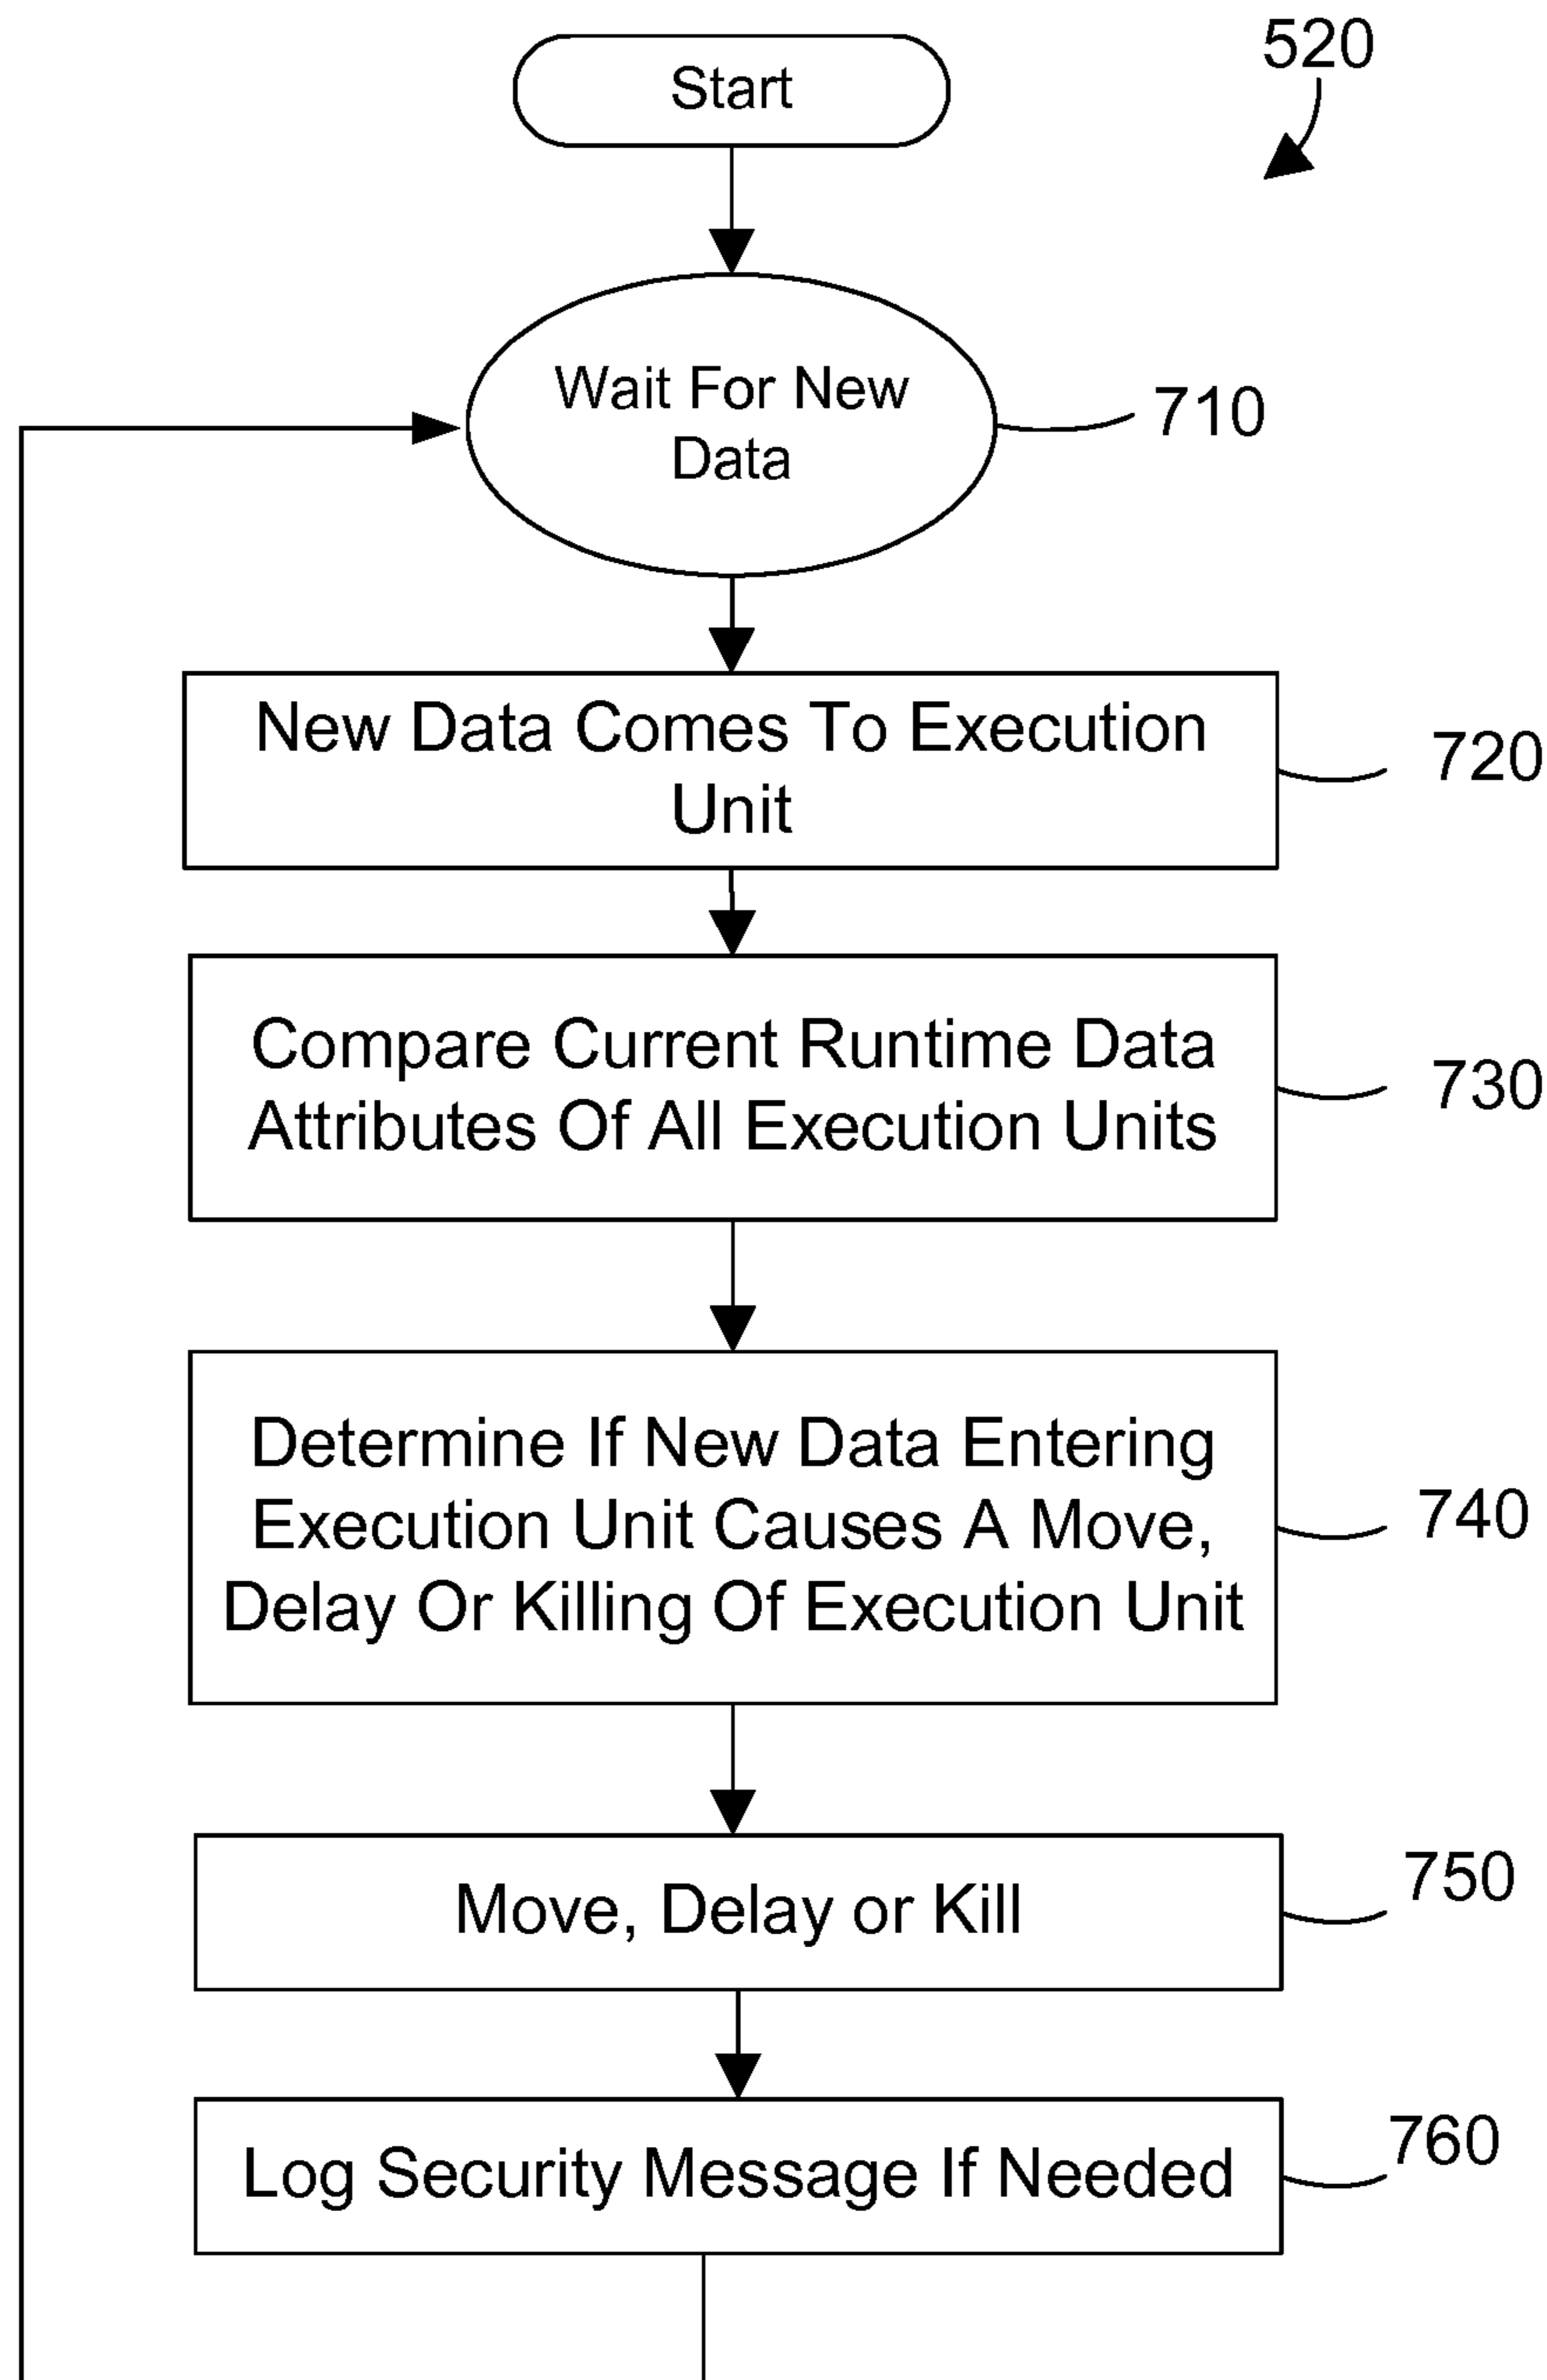 520
Start
Wait For New
Data
710
New Data Comes To Execution
Unit
720
Compare Current Runtime Data
Attributes Of All Execution Units
730
Determine If New Data Entering
Execution Unit Causes A Move,
Delay Or Killing Of Execution Unit
740
Move, Delay or Kill
750
Log Security Message If Needed
760